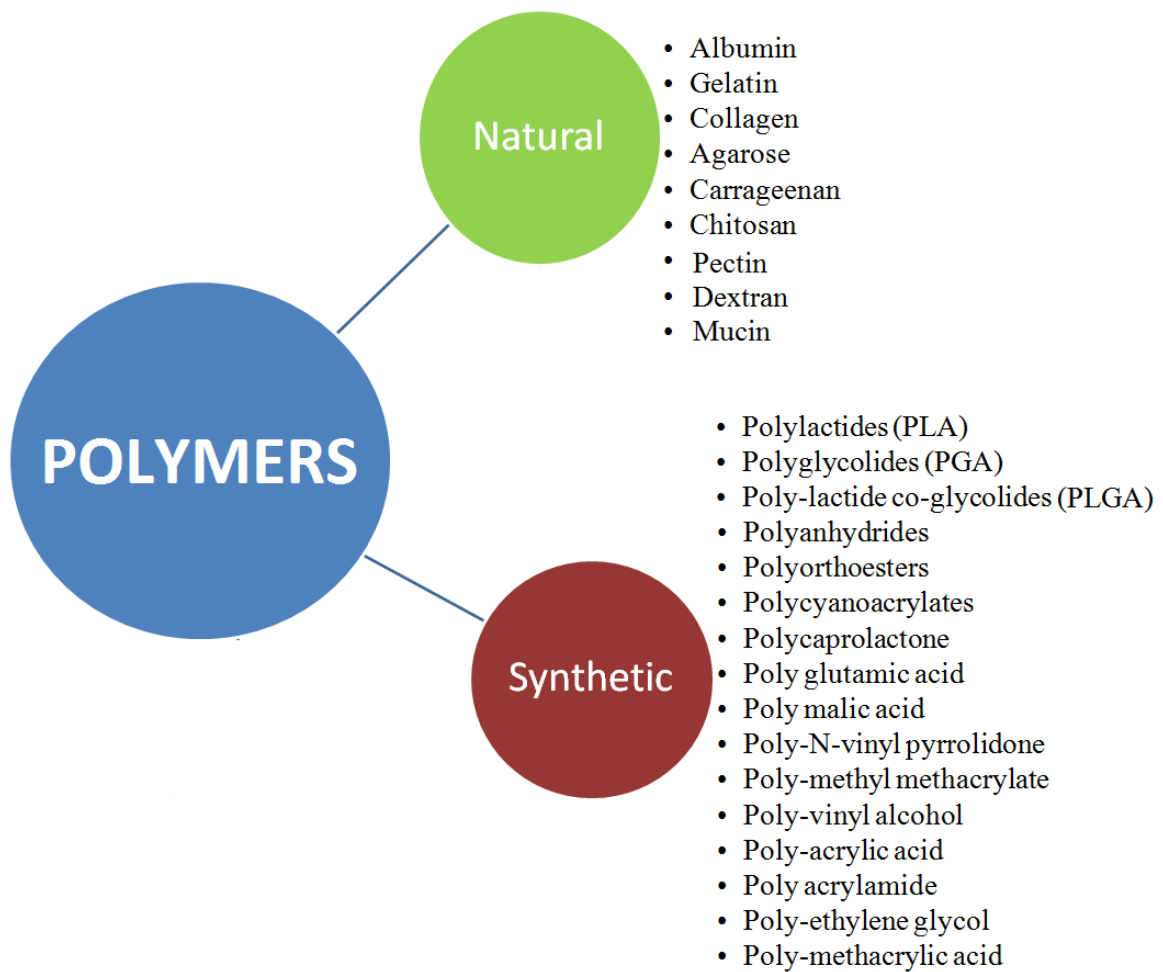 POLYMERS
Natural
• Albumin
• Gelatin
• Collagen
• Agarose
• Carrageenan
• Chitosan
• Pectin
• Dextran
• Mucin
Synthetic
• Polylactides (PLA)
• Polyglycolides (PGA)
• Poly-lactide co-glycolides (PLGA)
• Polyanhydrides
• Polyorthoesters
• Polycyanoacrylates
• Polycaprolactone
• Poly glutamic acid
• Poly malic acid
• Poly-N-vinyl pyrrolidone
• Poly-methyl methacrylate
• Poly-vinyl alcohol
• Poly-acrylic acid
• Poly acrylamide
• Poly-ethylene glycol
• Poly-methacrylic acid